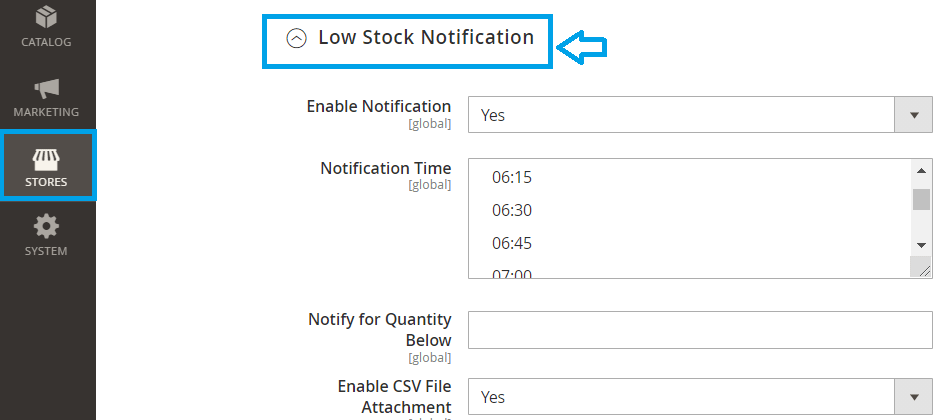 CATALOG
MARKETING
STORES
SYSTEM
Low Stock Notification
Enable Notification
[global]
Yes
Notification Time
[global]
06:15
06:30
06:45
07:00
Notify for Quantity
Below
[global]
Enable CSV File
Attachment
Yes